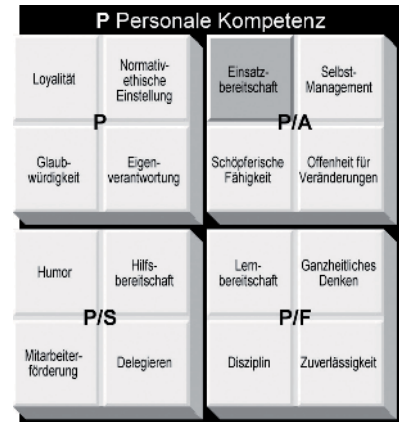 P Personale Kompetenz
Loyalität
Normativ-
ethische
Einstellung
P
Glaub-
würdigkeit
Eigen-
verantwortung
Einsatz-
bereitschaft
Selbst-
Management
P/A
Schöpferische
Fähigkeit
Offenheit für
Veränderungen
Humor
Hilfs-
bereitschaft
P/S
Mitarbeiter-
förderung
Delegieren
Lern-
bereitschaft
Ganzheitliches
Denken
P/F
Disziplin
Zuverlässigkeit